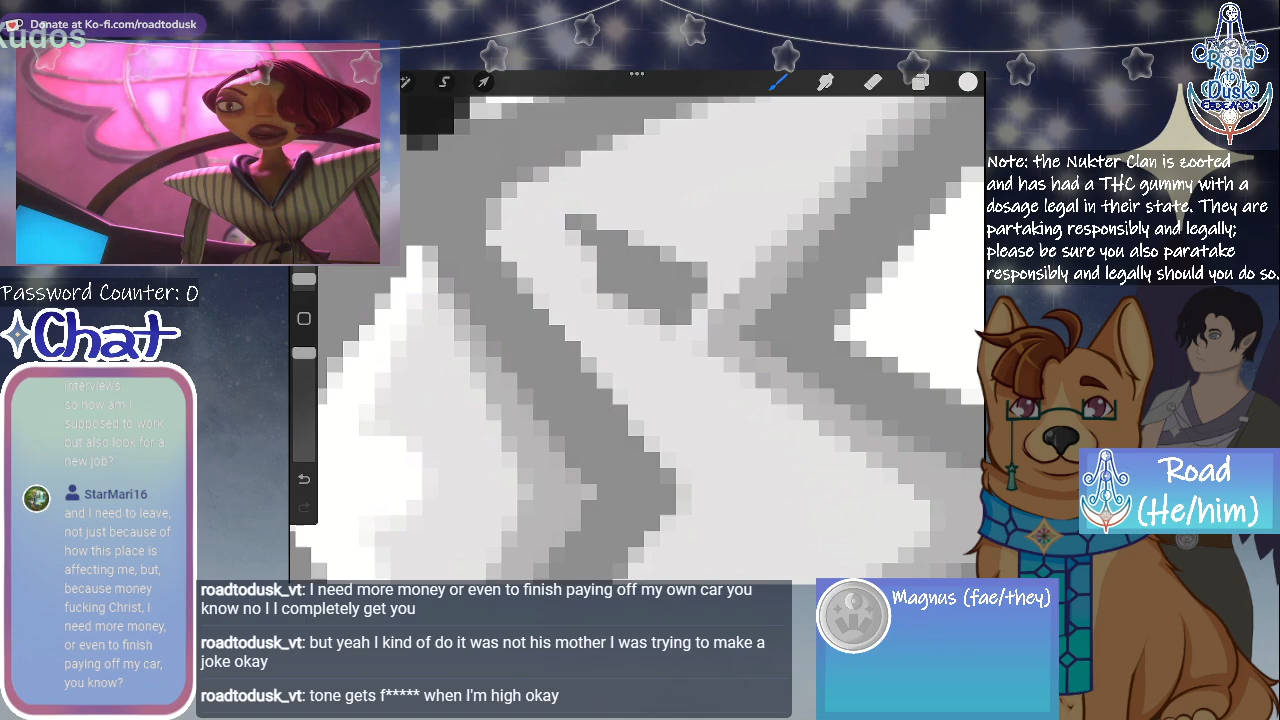 Donate at Ko-fi.com/roadtodusk
Kudos
Road
to
Dusk
Note: the Nukter Clan is zooted
and has had a THC gummy with a
dosage legal in their state. They are
partaking responsibly and legally;
please be sure you also paratake
responsibly and legally should you do so.
Password Counter: 0
Chat
interviews
so how am I
supposed to work
but also look for a
new job?
StarMari16
and I need to leave,
not just because of
how this place is
affecting me, but,
because money
fucking Christ, I
need more money,
or even to finish
paying off my car,
you know?
Road
(He/him)
roadtodusk_vt: I need more money or even to finish paying off my own car you
know no I I completely get you
roadtodusk_vt: but yeah I kind of do it was not his mother I was trying to make a
joke okay
roadtodusk_vt: tone gets f***** when I'm high okay
Magnus (fae/they)